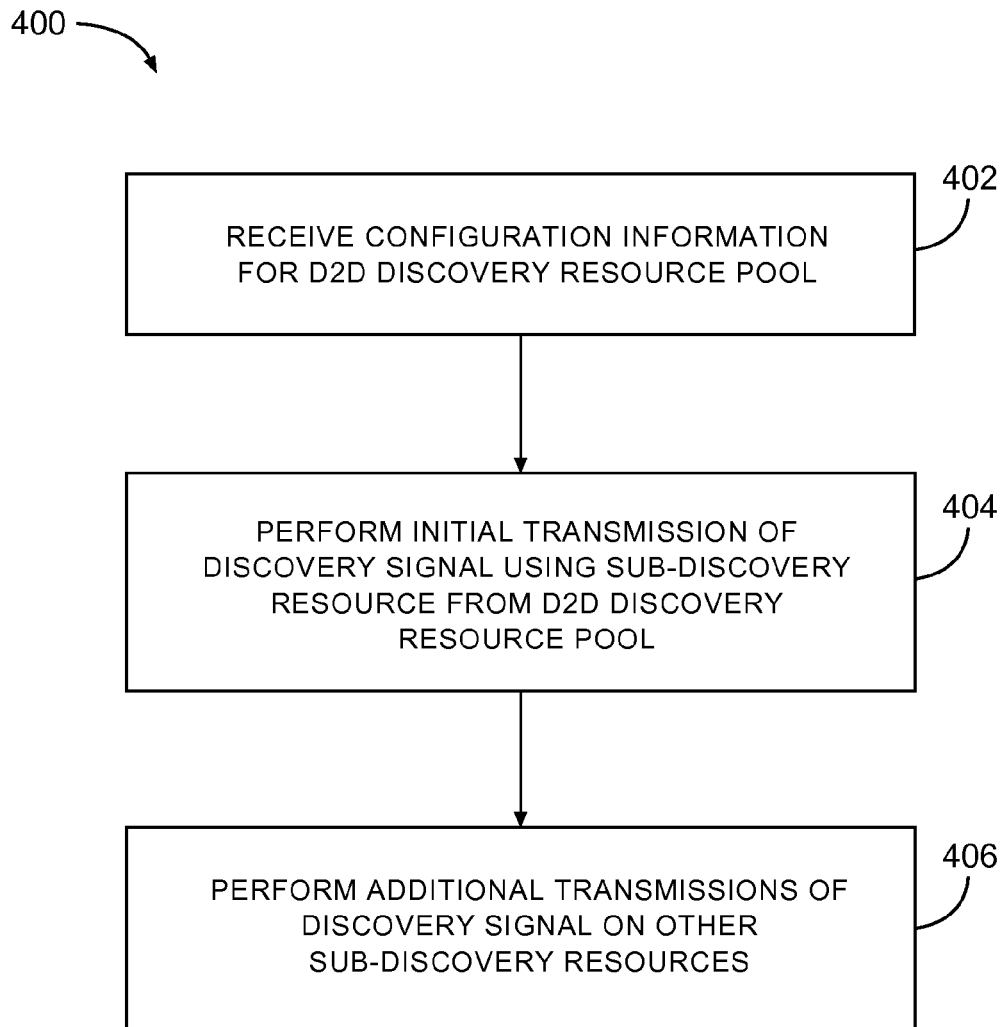 400
402
RECEIVE CONFIGURATION INFORMATION
FOR D2D DISCOVERY RESOURCE POOL
404
PERFORM INITIAL TRANSMISSION OF
DISCOVERY SIGNAL USING SUB-DISCOVERY
RESOURCE FROM D2D DISCOVERY
RESOURCE POOL
406
PERFORM ADDITIONAL TRANSMISSIONS OF
DISCOVERY SIGNAL ON OTHER
SUB-DISCOVERY RESOURCES